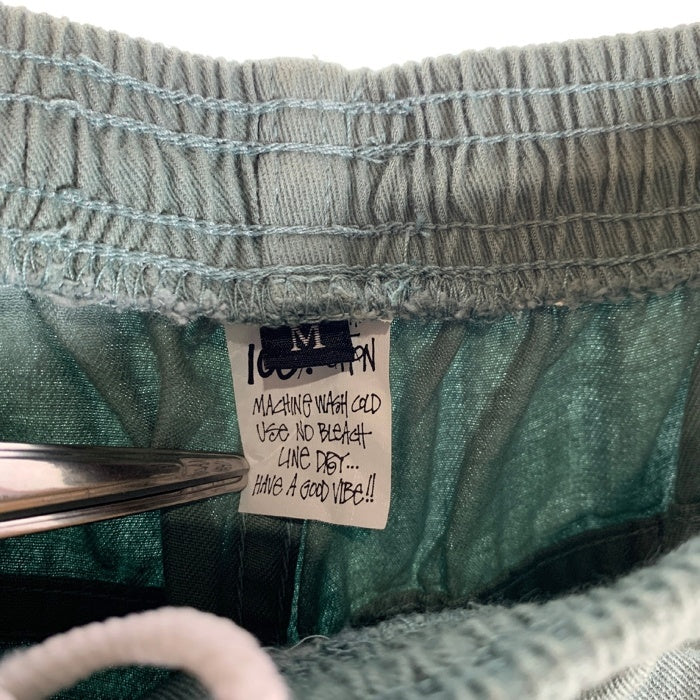 M
100%
MACHINE WASH COLD
USE NO BLEACH
LINE DRY...
HAVE A GOOD VIBE!!